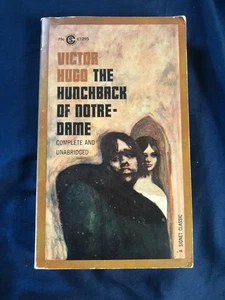 VICTOR
HUGO THE
HUNCHBACK
OF NOTRE-
DAME
COMPLETE AND
UNABRIDGED
A SIGNET CLASSIC